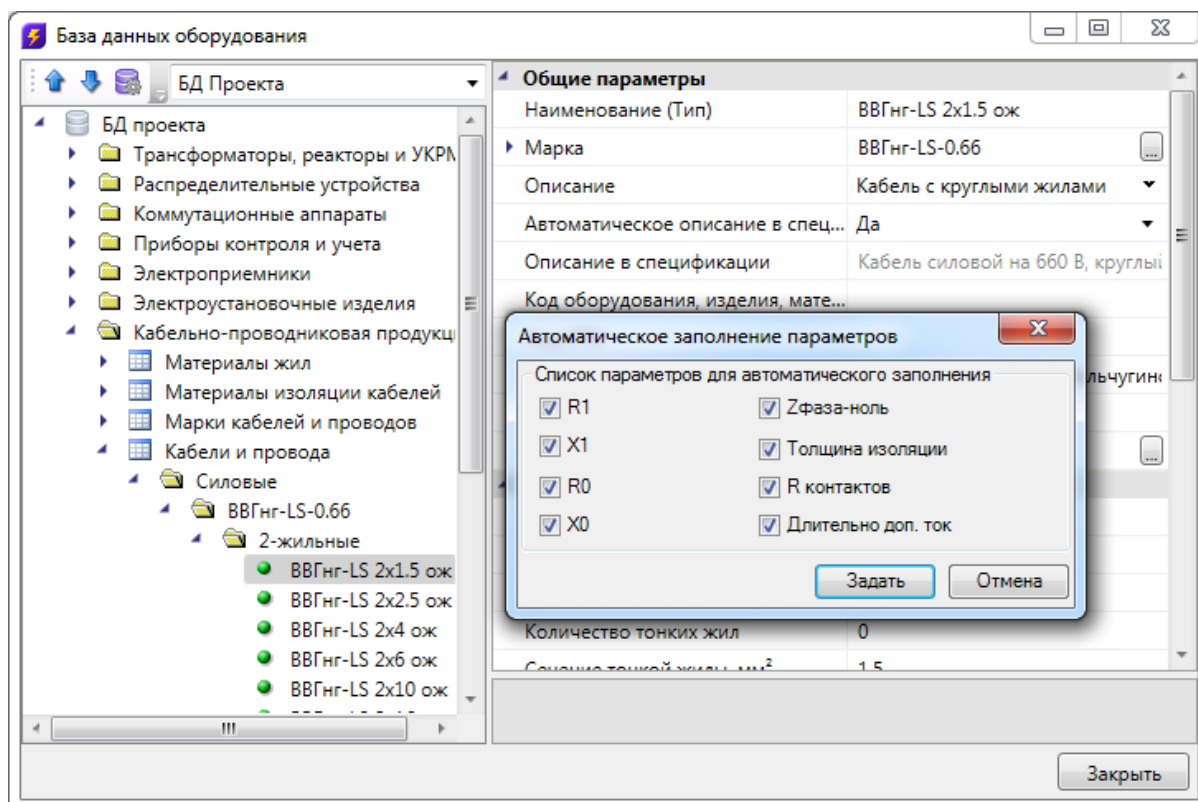 База данных оборудования
БД Проекта
БД проекта
Трансформаторы, реакторы и УКРМ
Распределительные устройства
Коммутационные аппараты
Приборы контроля и учета
Электроприемники
Электроустановочные изделия
Кабельно-проводниковая продукц
Материалы жил
Материалы изоляции кабелей
Марки кабелей и проводов
Кабели и провода
Силовые
ВВГнг-LS-0.66
2-жильные
ВВГнг-LS 2x1.5 ож
ВВГнг-LS 2x2.5 ож
ВВГнг-LS 2x4 ож
ВВГнг-LS 2x6 ож
ВВГнг-LS 2x10 ож
Общие параметры
Наименование (Тип) ВВГнг-LS 2x1.5 ож
Марка ВВГнг-LS-0.66 ...
Описание Кабель с круглыми жилами
Автоматическое описание в спец... Да
Описание в спецификации Кабель силовой на 660 В, круглый
Код оборудования, изделия, мате...
льчугин
...
Автоматическое заполнение параметров
Список параметров для автоматического заполнения
R1 Zфаза-ноль
X1 Толщина изоляции
R0 R контактов
X0 Длительно доп. ток
Задать Отмена
Количество тонких жил 0
Сечение тонкой жилы, мм² 1.5
Закрыть